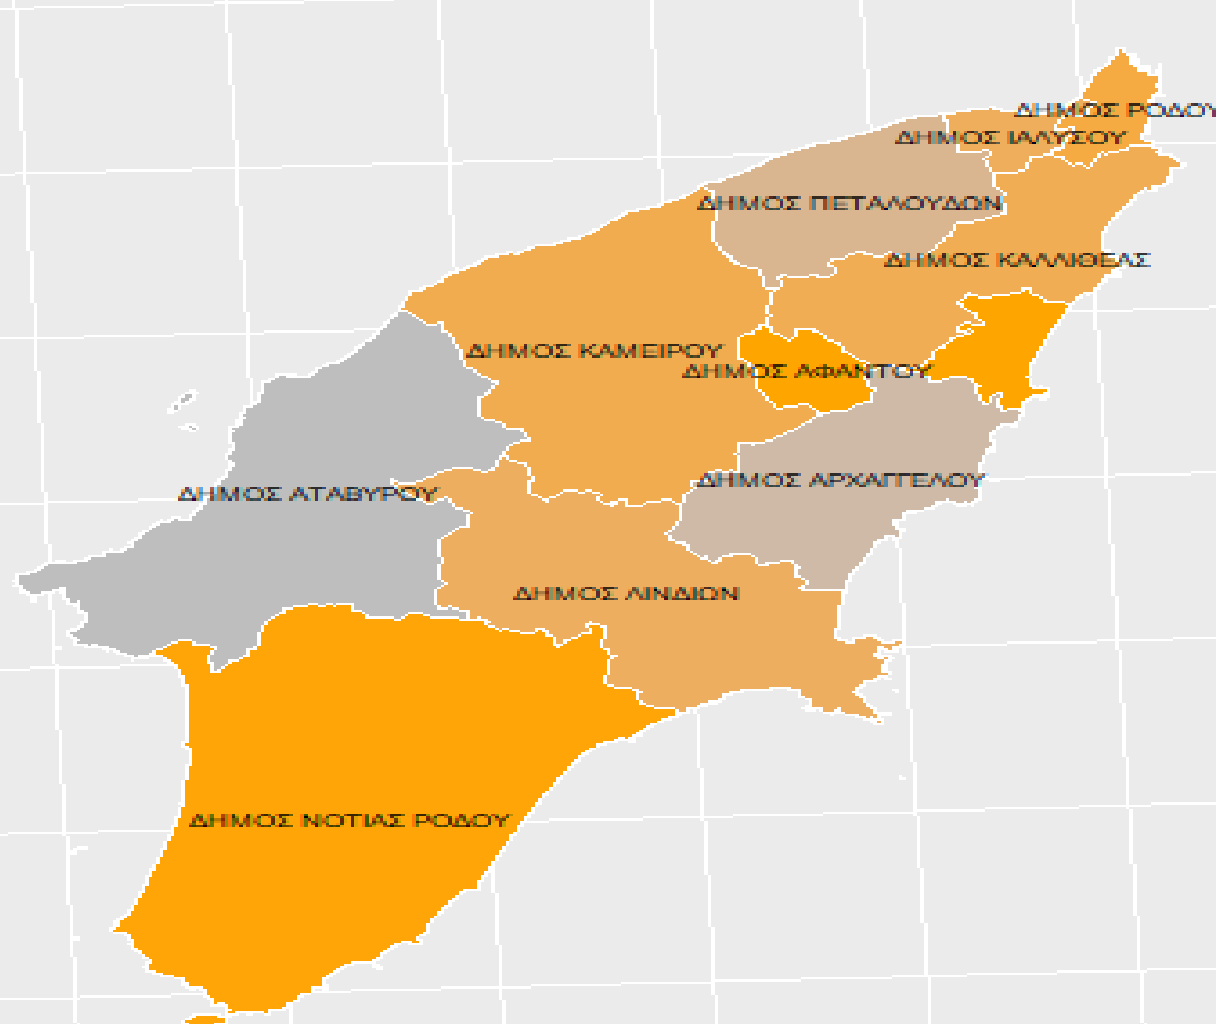 ΔΗΜΟΣ ΡΟΔΟΥ
ΔΗΜΟΣ ΙΑΛΥΣΟΥ
ΔΗΜΟΣ ΠΕΤΑΛΟΥΔΩΝ
ΔΗΜΟΣ ΚΑΛΛΙΘΕΑΣ
ΔΗΜΟΣ ΚΑΜΕΙΡΟΥ
ΔΗΜΟΣ ΑΦΑΝΤΟΥ
ΔΗΜΟΣ ΑΡΧΑΓΓΕΛΟΥ
ΔΗΜΟΣ ΑΤΑΒΥΡΟΥ
ΔΗΜΟΣ ΛΙΝΔΙΩΝ
ΔΗΜΟΣ ΝΟΤΙΑΣ ΡΟΔΟΥ